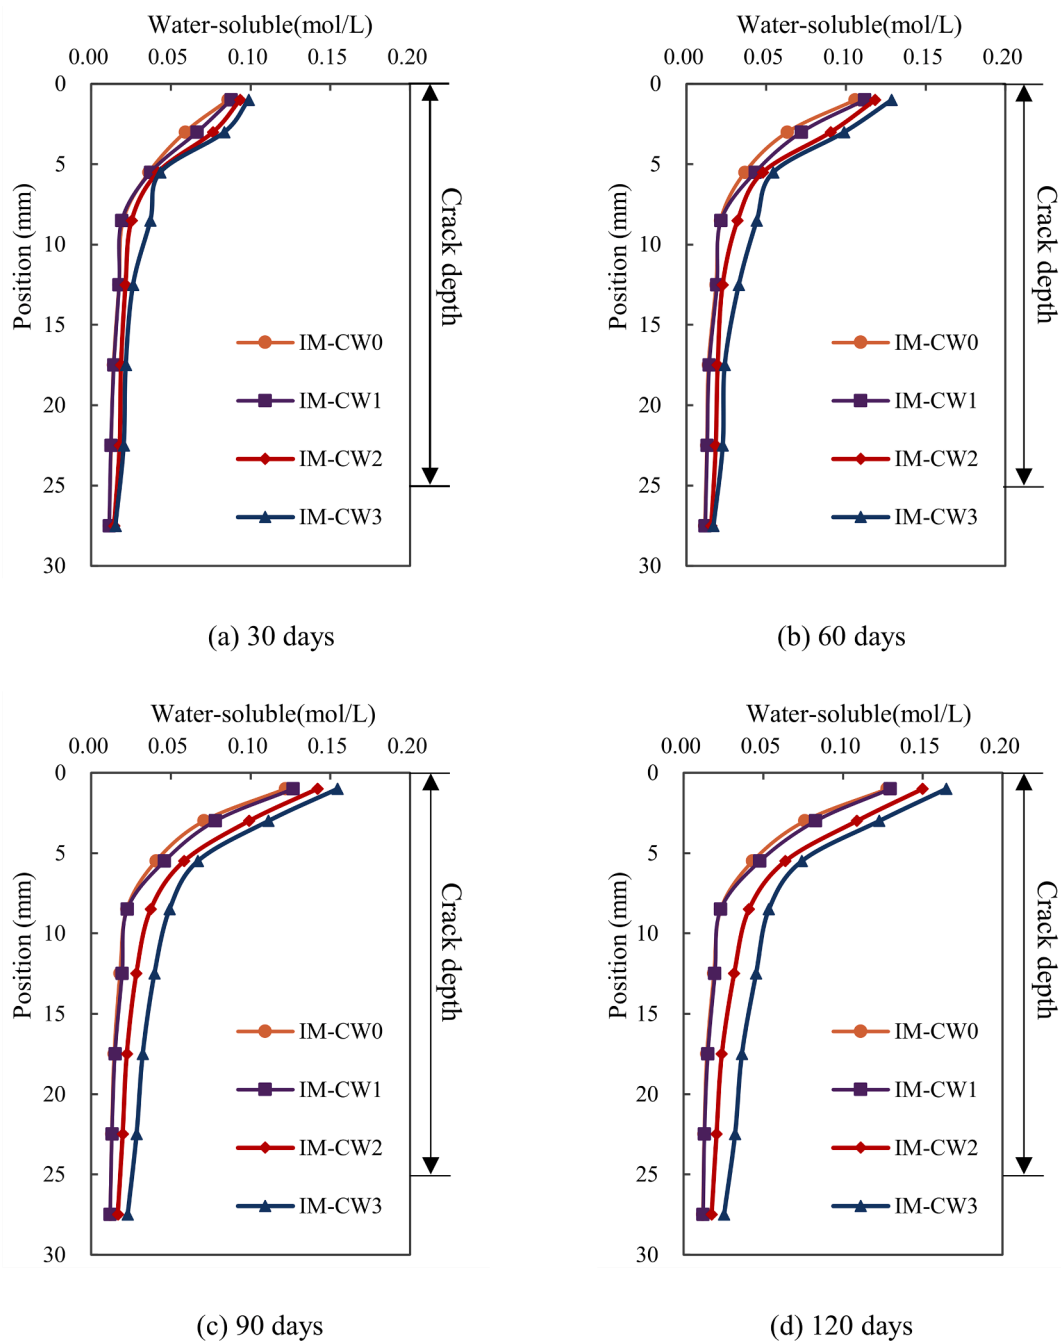 Water-soluble(mol/L)
0.00 0.05 0.10 0.15 0.20
0
5
10
15
20
25
30
Position (mm)
Crack depth
IM-CW0
IM-CW1
IM-CW2
IM-CW3
(a) 30 days
Water-soluble(mol/L)
0.00 0.05 0.10 0.15 0.20
0
5
10
15
20
25
30
Position (mm)
Crack depth
IM-CW0
IM-CW1
IM-CW2
IM-CW3
(b) 60 days
Water-soluble(mol/L)
0.00 0.05 0.10 0.15 0.20
0
5
10
15
20
25
30
Position (mm)
Crack depth
IM-CW0
IM-CW1
IM-CW2
IM-CW3
(c) 90 days
Water-soluble(mol/L)
0.00 0.05 0.10 0.15 0.20
0
5
10
15
20
25
30
Position (mm)
Crack depth
IM-CW0
IM-CW1
IM-CW2
IM-CW3
(d) 120 days